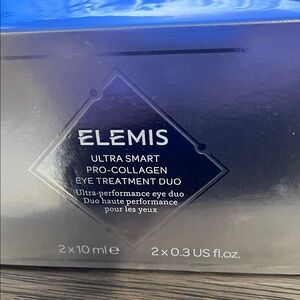 ELEMIS
ULTRA SMART
PRO-COLLAGEN
EYE TREATMENT DUO
Ultra-performance eye duo
Duo haute performance
pour les yeux
2 x 10 ml e 2 x 0.3 US fl.oz.